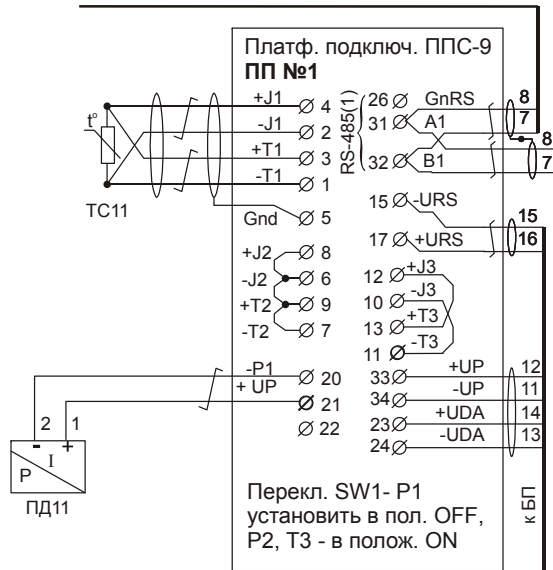 Платф. подключ. ППС-9
ПП №1
+J1 4
-J1 2
+T1 3
-T1 1
Gnd 5
+J2 8
-J2 6
+T2 9
-T2 7
-P1 20
+ UP 21
22
t°
ТС11
2 1
- +
I
P
ПД11
RS-485(1)
26 GnRS 8
31 A1 7
8
32 B1 7
15 -URS 15
17 +URS 16
12 +J3
10 -J3
13 +T3
11 -T3
33 +UP 12
34 -UP 11
23 +UDA 14
24 -UDA 13
к БП
Перекл. SW1- P1
установить в пол. OFF,
P2, T3 - в полож. ON